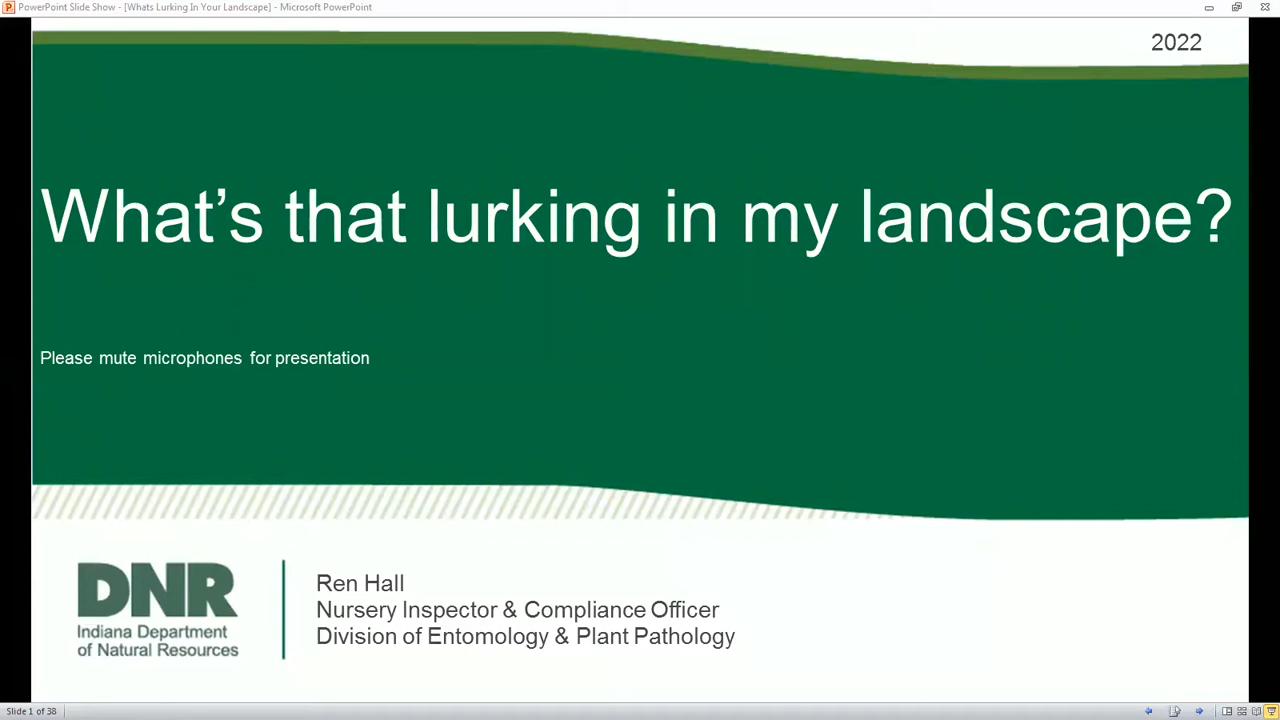 PowerPoint Slide Show - [Whats Lurking In Your Landscape] - Microsoft PowerPoint
2022
What’s that lurking in my landscape?
Please mute microphones for presentation
DNR
Indiana Department
of Natural Resources
Ren Hall
Nursery Inspector & Compliance Officer
Division of Entomology & Plant Pathology
Slide 1 of 38